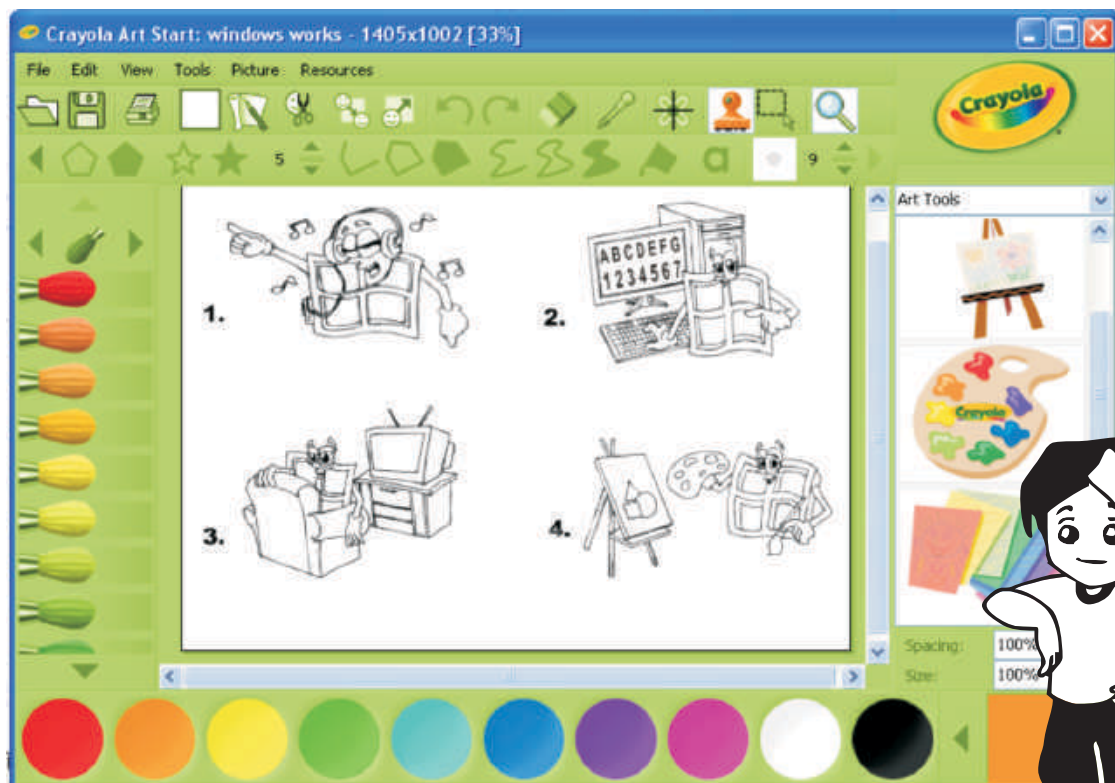 Crayola Art Start: windows works - 1405x1002 [33%]
File Edit View Tools Picture Resources
Crayola
5
a
9
Art Tools
1.
2.
ABCDEFG
1234567
Crayola
3.
4.
Spacing: 100%
Size: 100%